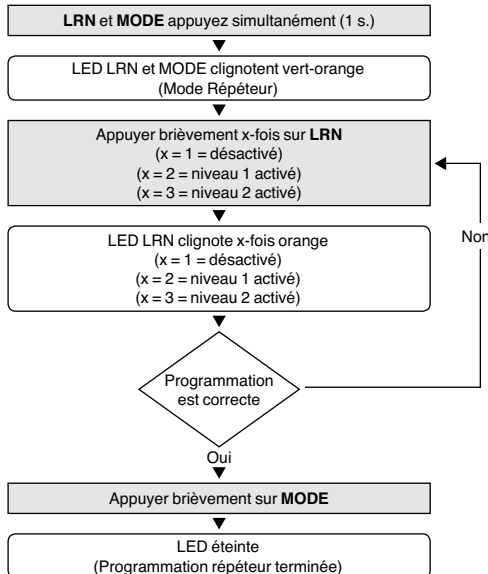 LRN et MODE appuyez simultanément (1 s.)
LED LRN et MODE clignotent vert-orange
(Mode Répéteur)
Appuyer brièvement x-fois sur LRN
(x = 1 = désactivé)
(x = 2 = niveau 1 activé)
(x = 3 = niveau 2 activé)
LED LRN clignote x-fois orange
(x = 1 = désactivé)
(x = 2 = niveau 1 activé)
(x = 3 = niveau 2 activé)
Non
Programmation
est correcte
Oui
Appuyer brièvement sur MODE
LED éteinte
(Programmation répéteur terminée)